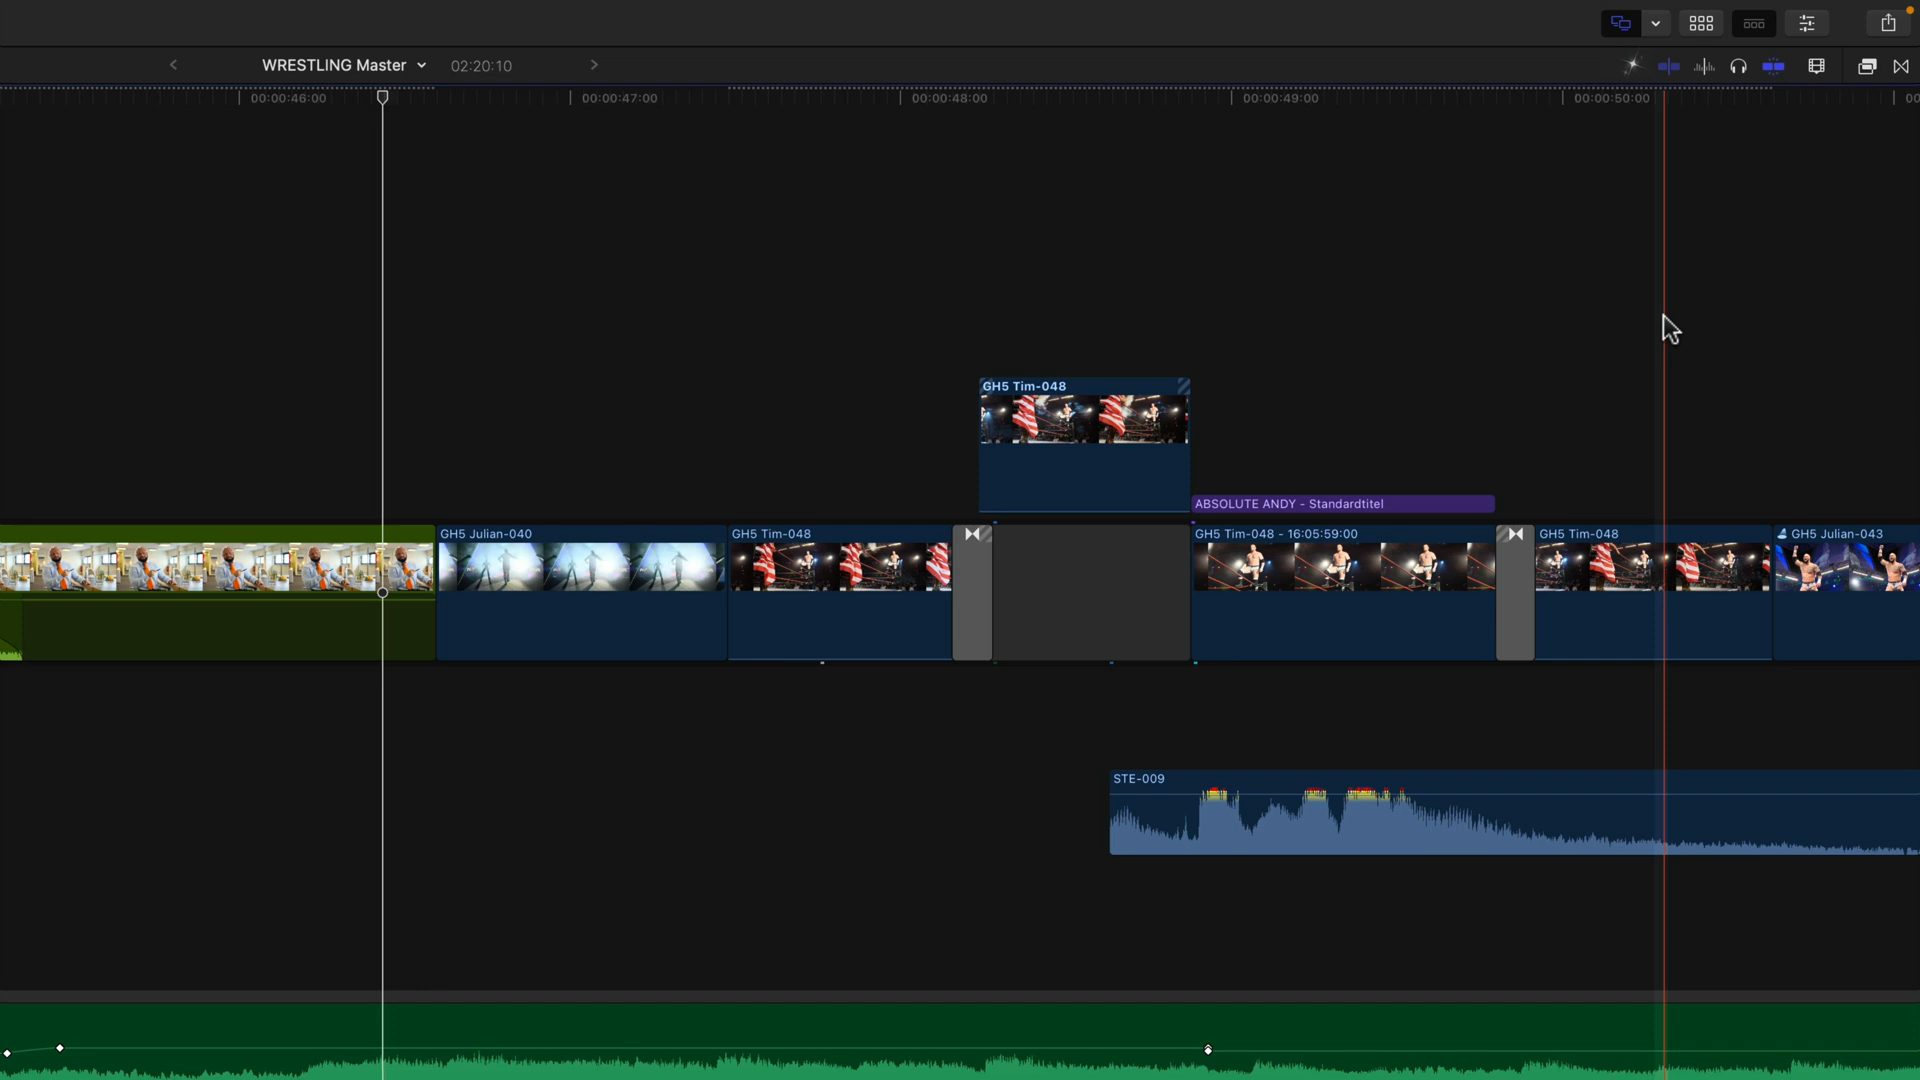 WRESTLING Master 02:20:10
00:00:46:00 00:00:47:00 00:00:48:00 00:00:49:00 00:00:50:00 00
GH5 Tim-048
ABSOLUTE ANDY - Standardtitel
GH5 Julian-040 GH5 Tim-048 GH5 Tim-048 - 16:05:59:00 GH5 Tim-048 GH5 Julian-043
STE-009